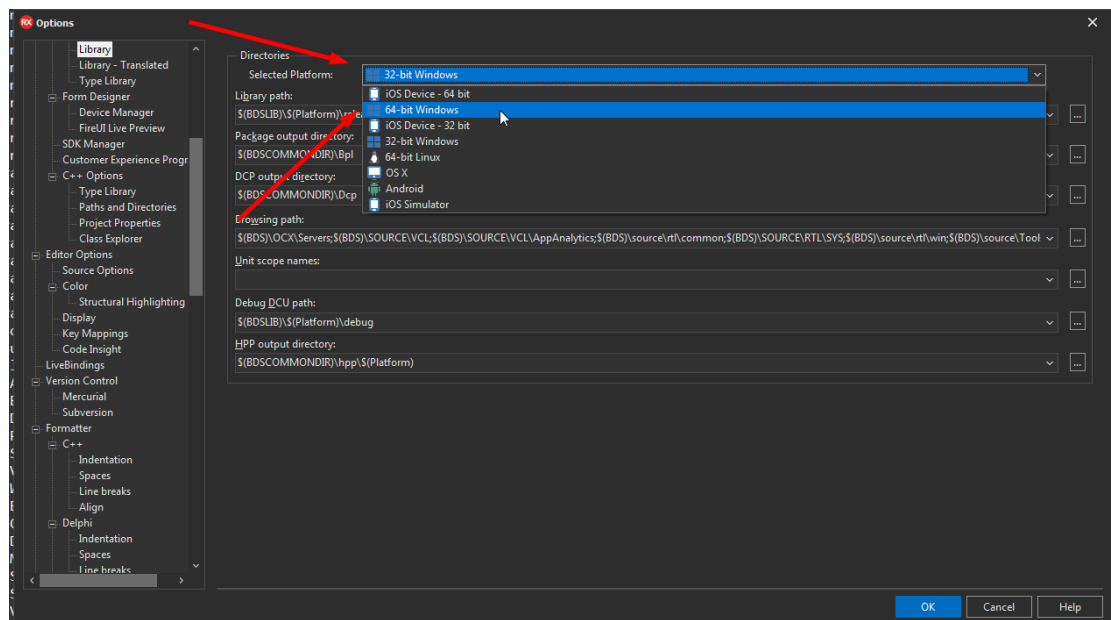 RX Options
Library
Library - Translated
Type Library
Form Designer
Device Manager
FireUI Live Preview
SDK Manager
Customer Experience Progr
C++ Options
Type Library
Paths and Directories
Project Properties
Class Explorer
Editor Options
Source Options
Color
Structural Highlighting
Display
Key Mappings
Code Insight
LiveBindings
Version Control
Mercurial
Subversion
Formatter
C++
Indentation
Spaces
Line breaks
Align
Delphi
Indentation
Spaces
Line breaks
Directories
Selected Platform:
32-bit Windows
iOS Device - 64 bit
64-bit Windows
iOS Device - 32 bit
32-bit Windows
64-bit Linux
OS X
Android
iOS Simulator
Library path:
$(BDSLIB)\$(Platform)\rele
...
Package output directory:
$(BDSCOMMONDIR)\Bpl
...
DCP output directory:
$(BDSCOMMONDIR)\Dcp
...
Browsing path:
$(BDS)\OCX\Servers;$(BDS)\SOURCE\VCL;$(BDS)\SOURCE\VCL\AppAnalytics;$(BDS)\source\rtl\common;$(BDS)\SOURCE\RTL\SYS;$(BDS)\source\rtl\win;$(BDS)\source\Tool
...
Unit scope names:
...
Debug DCU path:
$(BDSLIB)\$(Platform)\debug
...
HPP output directory:
$(BDSCOMMONDIR)\hpp\$(Platform)
...
OK
Cancel
Help